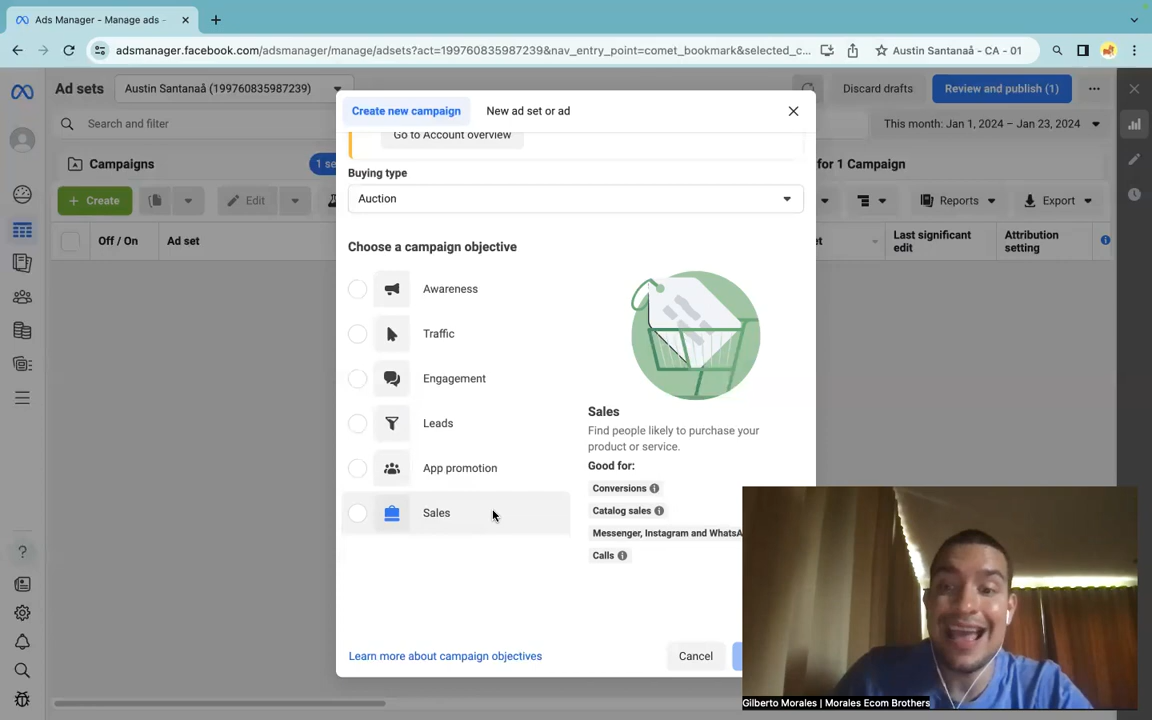 Ads Manager - Manage ads -
adsmanager.facebook.com/adsmanager/manage/adsets?act=199760835987239&nav_entry_point=comet_bookmark&selected_c...
Austin Santanaå - CA - 01
Ad sets
Austin Santanaå (199760835987239)
Discard drafts
Review and publish (1)
Search and filter
This month: Jan 1, 2024 – Jan 23, 2024
Campaigns
1 se
for 1 Campaign
+ Create
Edit
Reports
Export
Off / On
Ad set
Last significant
edit
Attribution
setting
Create new campaign
New ad set or ad
Go to Account overview
Buying type
Auction
Choose a campaign objective
Awareness
Traffic
Engagement
Leads
App promotion
Sales
Sales
Find people likely to purchase your
product or service.
Good for:
Conversions
Catalog sales
Messenger, Instagram and WhatsA
Calls
Learn more about campaign objectives
Cancel
Gilberto Morales | Morales Ecom Brothers